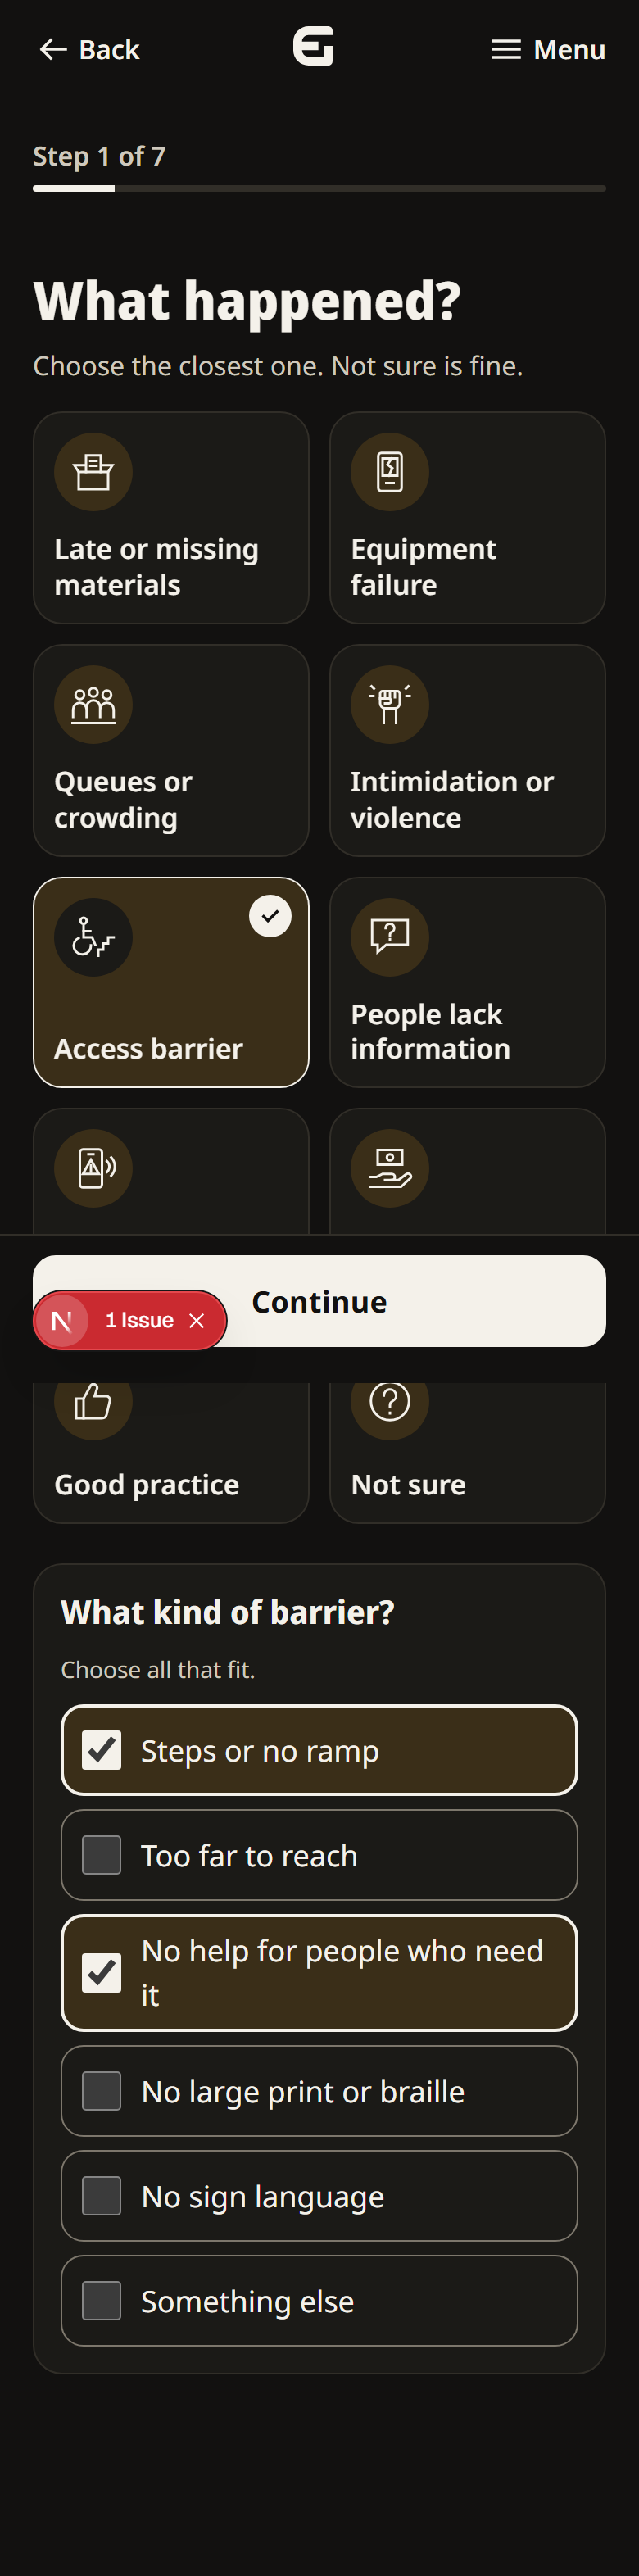 Back
Menu
Step 1 of 7
What happened?
Choose the closest one. Not sure is fine.
Late or missing
materials
Equipment
failure
Queues or
crowding
Intimidation or
violence
Access barrier
People lack
information
Continue
N
1 Issue
Good practice
Not sure
What kind of barrier?
Choose all that fit.
Steps or no ramp
Too far to reach
No help for people who need
it
No large print or braille
No sign language
Something else